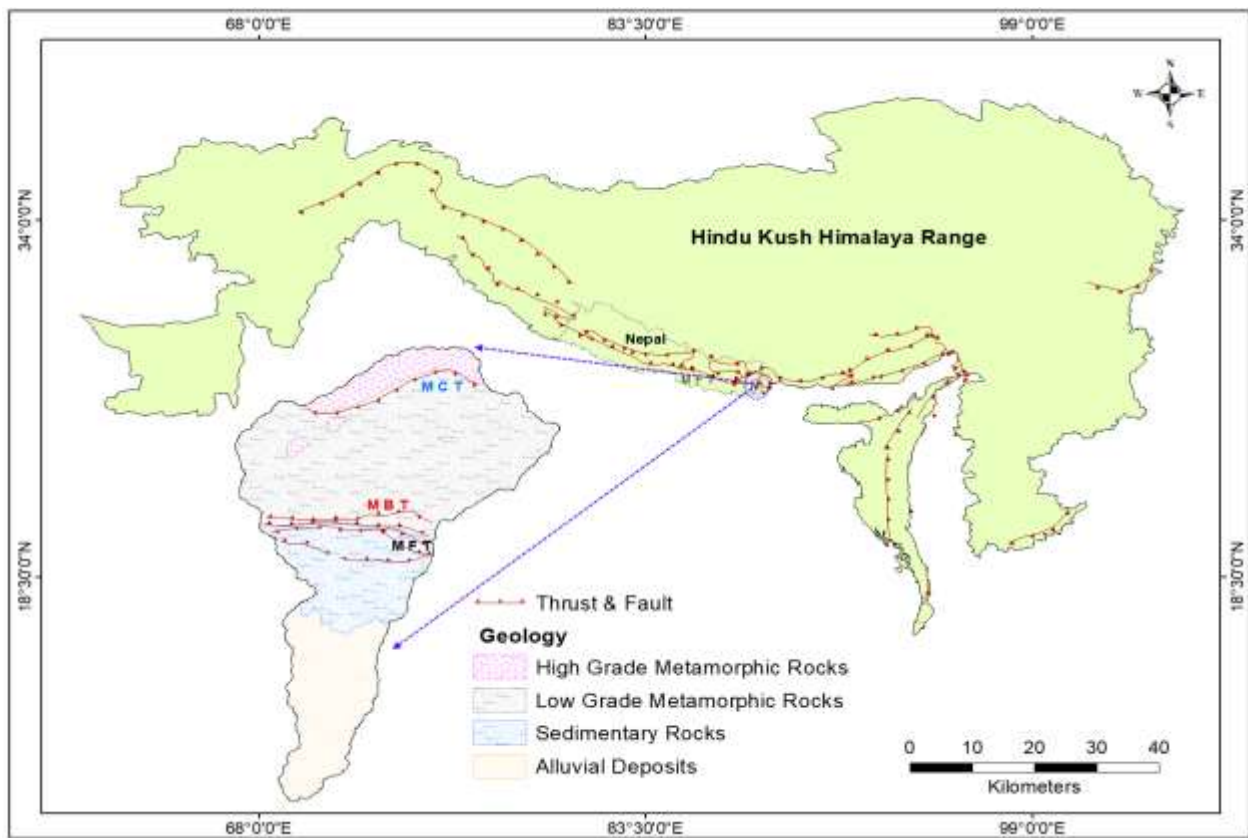 68°0'0"E 83°30'0"E 99°0'0"E
N
W E
S
34°0'0"N 34°0'0"N
Hindu Kush Himalaya Range
Nepal
M F T
M C T
M B T
M F T
18°30'0"N 18°30'0"N
Thrust & Fault
Geology
High Grade Metamorphic Rocks
Low Grade Metamorphic Rocks
Sedimentary Rocks
Alluvial Deposits
0 10 20 30 40
Kilometers
68°0'0"E 83°30'0"E 99°0'0"E